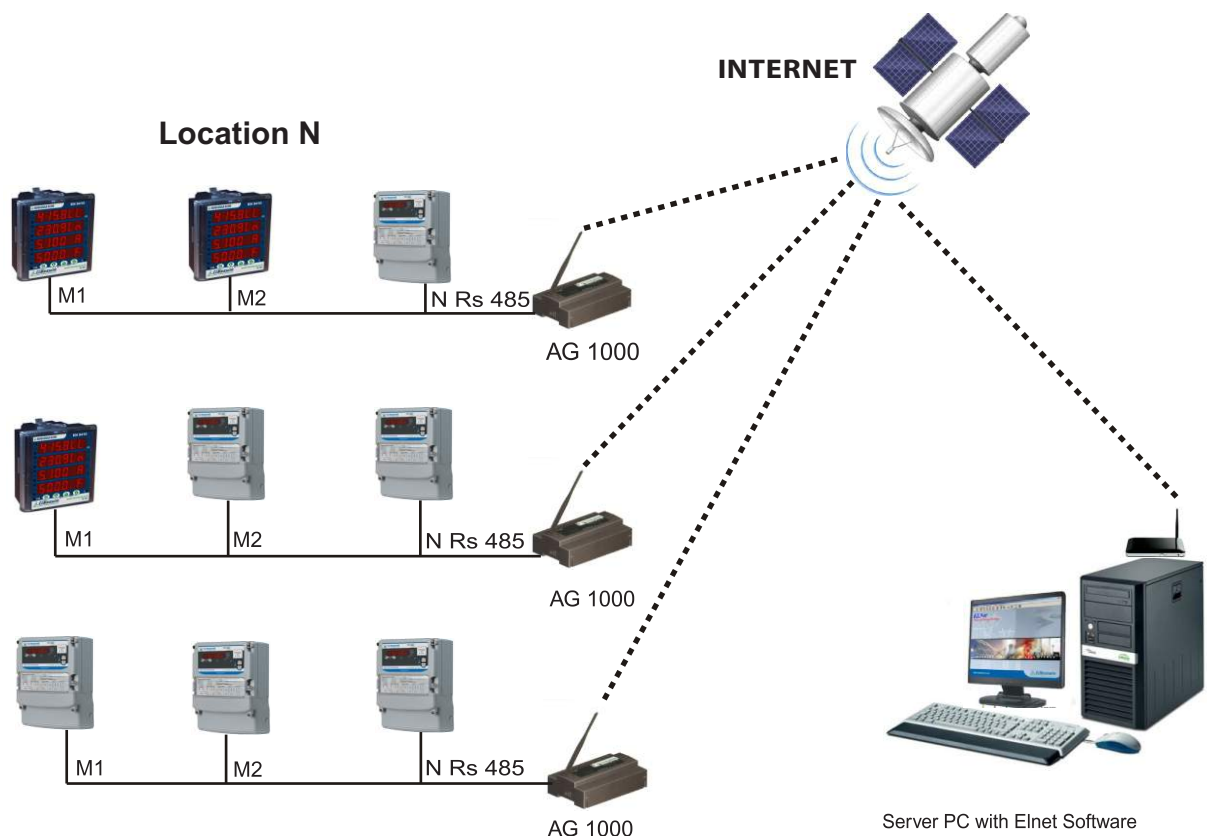 INTERNET
Location N
M1
M2
N Rs 485
AG 1000
M1
M2
N Rs 485
AG 1000
M1
M2
N Rs 485
AG 1000
Server PC with Elnet Software